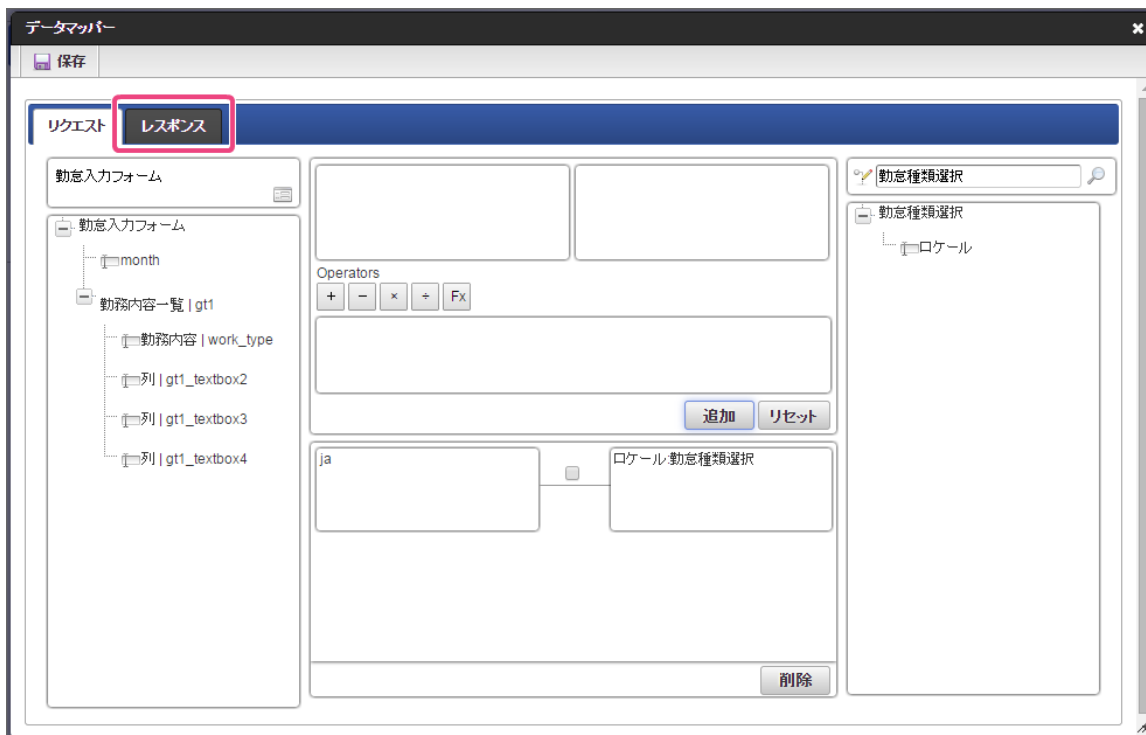 データマッパー
保存
リクエスト
レスポンス
勤怠入力フォーム
勤怠入力フォーム
month
勤務内容一覧 | gt1
勤務内容 | work_type
列 | gt1_textbox2
列 | gt1_textbox3
列 | gt1_textbox4
Operators
+ − × ÷ Fx
追加 リセット
ja
ロケール:勤怠種類選択
削除
勤怠種類選択
勤怠種類選択
ロケール